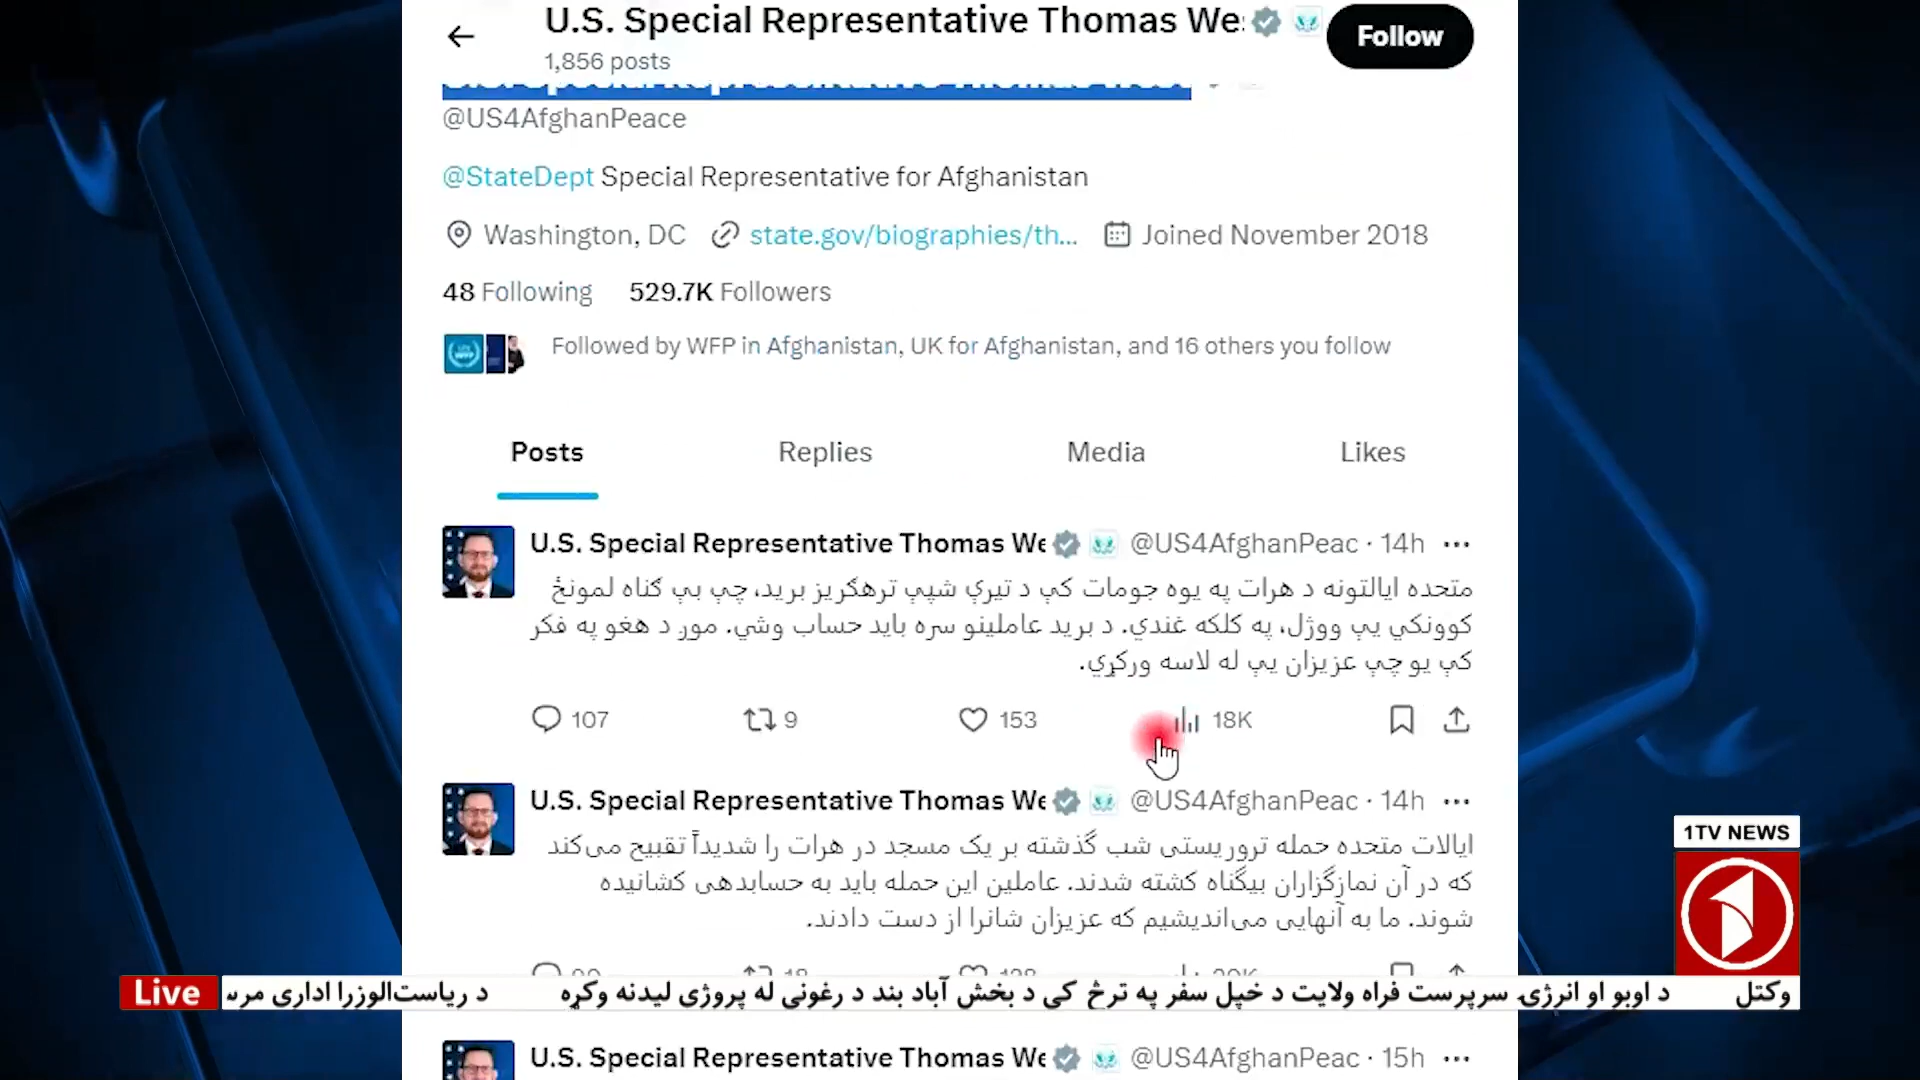 U.S. Special Representative Thomas We
1,856 posts
Follow
@US4AfghanPeace
@StateDept Special Representative for Afghanistan
Washington, DC state.gov/biographies/th... Joined November 2018
48 Following 529.7K Followers
Followed by WFP in Afghanistan, UK for Afghanistan, and 16 others you follow
Posts Replies Media Likes
U.S. Special Representative Thomas We @US4AfghanPeac · 14h
متحده ایالتونه د هرات په یوه جومات کې د تیرې شپې ترهګریز برید، چې بې ګناه لمونځ
کوونکي یې ووژل، په کلکه غندي. د برید عاملینو سره باید حساب وشي. موږ د هغو په فکر
کې یو چې عزیزان یې له لاسه ورکړي.
107 9 153 18K
U.S. Special Representative Thomas We @US4AfghanPeac · 14h
ایالات متحده حمله تروریستی شب گذشته بر یک مسجد در هرات را شدیداً تقبیح می‌کند
که در آن نمازگزاران بیگناه کشته شدند. عاملین این حمله باید به حسابدهی کشانیده
شوند. ما به آنهایی می‌اندیشیم که عزیزان شانرا از دست دادند.
1TV NEWS
Live
وکتل د اوبو او انرژۍ سرپرست فراه ولایت د خپل سفر په ترڅ کې د بخش آباد بند د رغونې له پروژې لیدنه وکړه د ریاست‌الوزرا اداری
U.S. Special Representative Thomas We @US4AfghanPeac · 15h